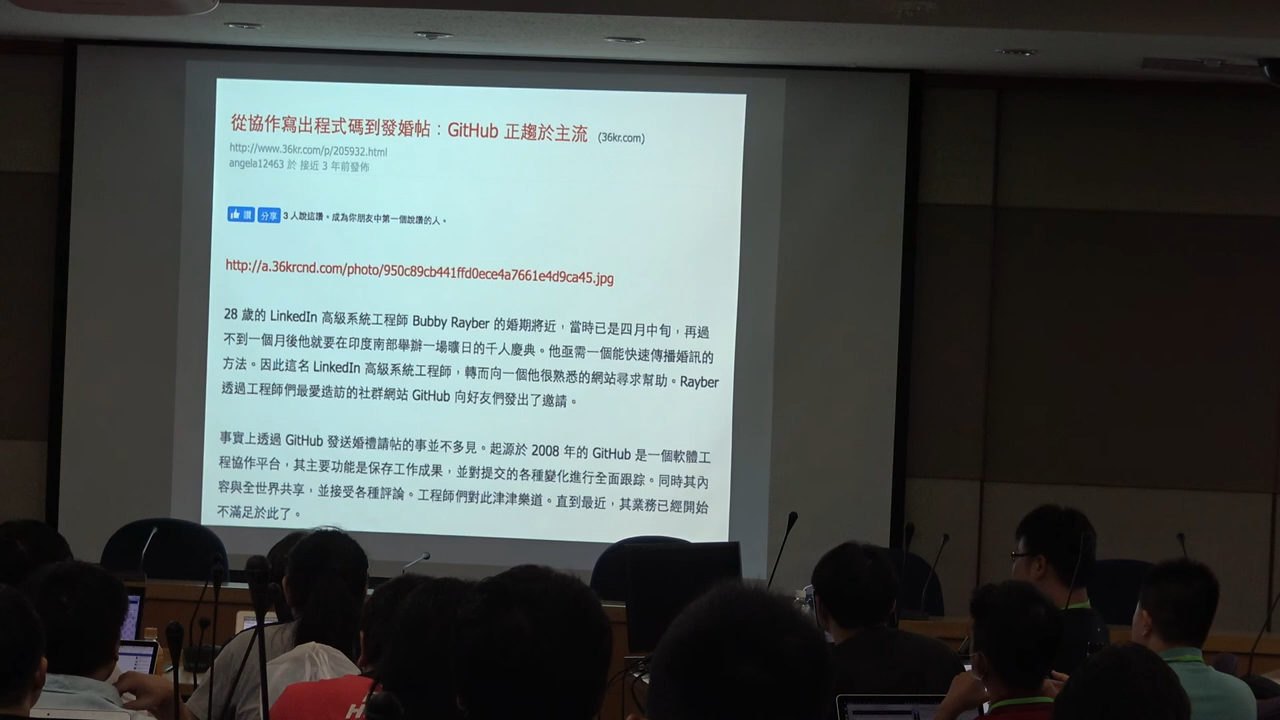 從協作寫出程式碼到發婚帖：GitHub 正趨於主流 (36kr.com)
http://www.36kr.com/p/205932.html
angela12463 於 接近 3 年前發佈
讚 分享 3 人說這讚。成為你朋友中第一個說讚的人。
http://a.36krcnd.com/photo/950c89cb441ffd0ece4a7661e4d9ca45.jpg
28 歲的 LinkedIn 高級系統工程師 Bubby Rayber 的婚期將近，當時已是四月中旬，再過
不到一個月後他就要在印度南部舉辦一場曠日的千人慶典。他亟需一個能快速傳播婚訊的
方法。因此這名 LinkedIn 高級系統工程師，轉而向一個他很熟悉的網站尋求幫助。Rayber
透過工程師們最愛造訪的社群網站 GitHub 向好友們發出了邀請。
事實上透過 GitHub 發送婚禮請帖的事並不多見。起源於 2008 年的 GitHub 是一個軟體工
程協作平台，其主要功能是保存工作成果，並對提交的各種變化進行全面跟踪。同時其內
容與全世界共享，並接受各種評論。工程師們對此津津樂道。直到最近，其業務已經開始
不滿足於此了。